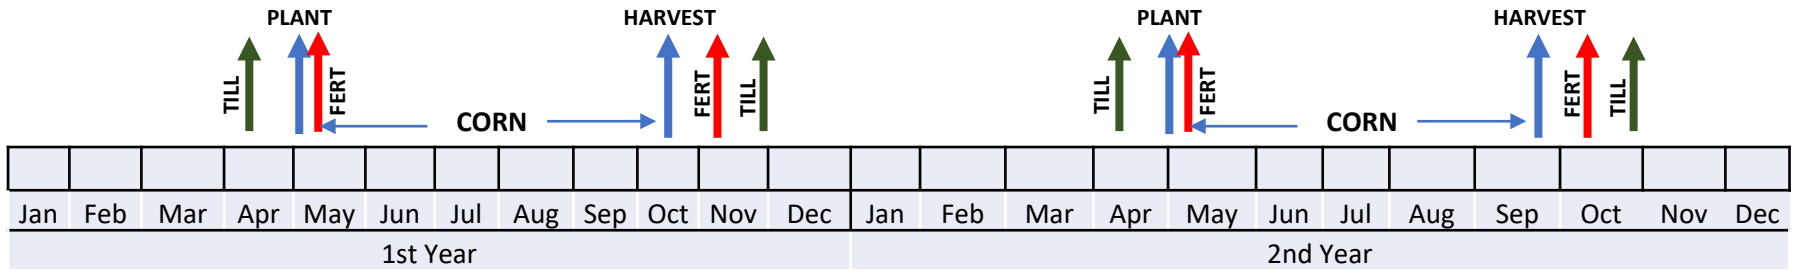 PLANT HARVEST PLANT HARVEST
TILL FERT FERT TILL TILL FERT FERT TILL
CORN CORN
Jan Feb Mar Apr May Jun Jul Aug Sep Oct Nov Dec Jan Feb Mar Apr May Jun Jul Aug Sep Oct Nov Dec
1st Year 2nd Year